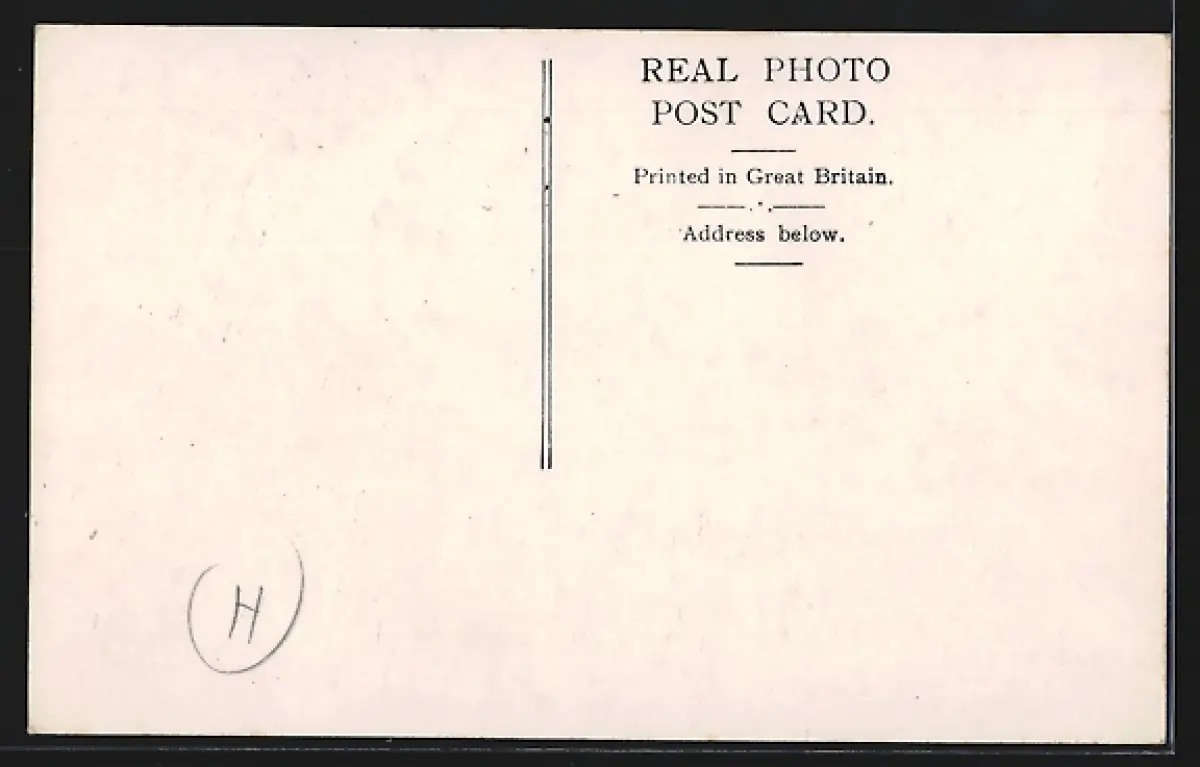 REAL PHOTO
POST CARD.
Printed in Great Britain.
Address below.
H